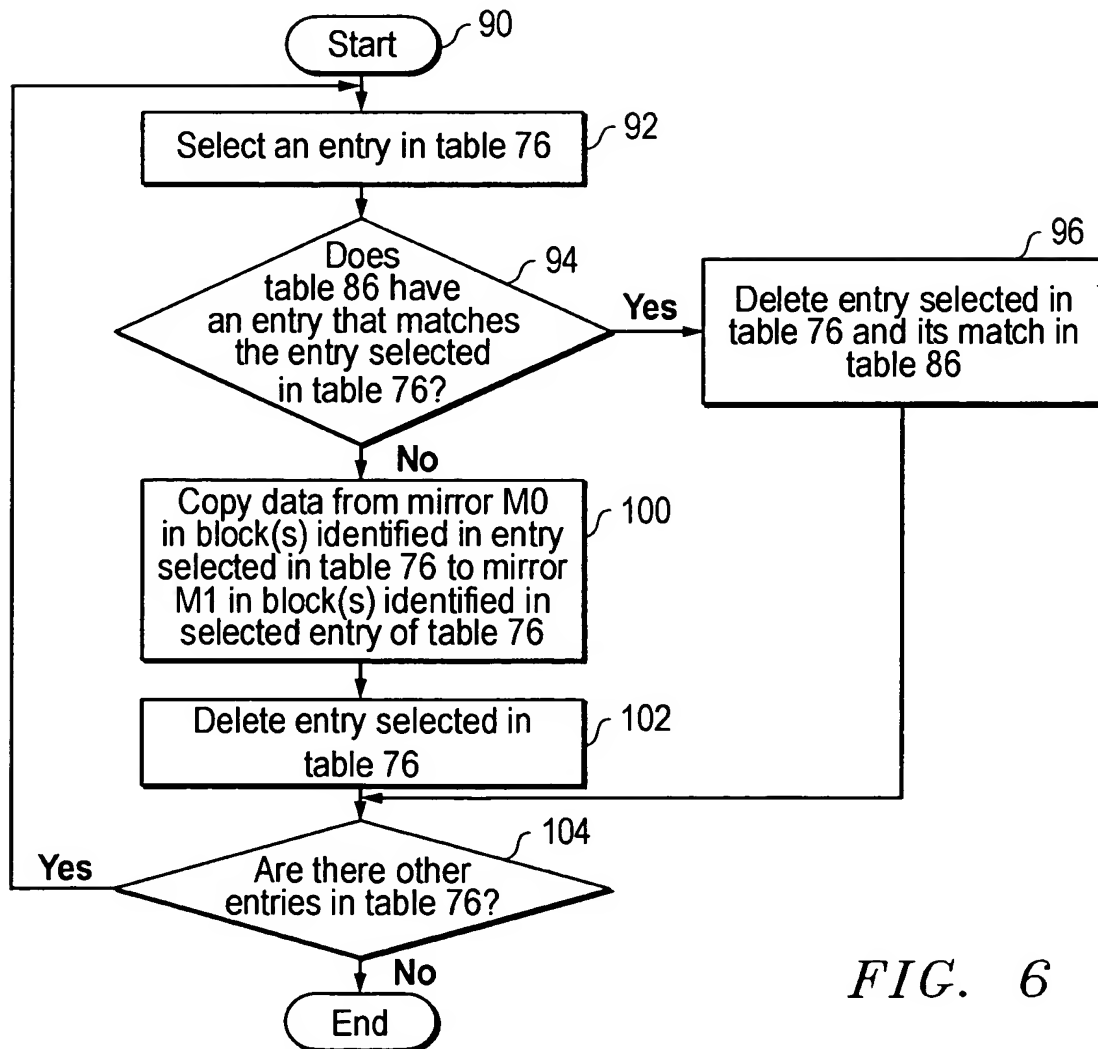 Start
90
Select an entry in table 76
92
Does
table 86 have
an entry that matches
the entry selected
in table 76?
94
Yes
96
Delete entry selected in
table 76 and its match in
table 86
No
Copy data from mirror M0
in block(s) identified in entry
selected in table 76 to mirror
M1 in block(s) identified in
selected entry of table 76
100
Delete entry selected in
table 76
102
104
Yes
Are there other
entries in table 76?
No
End
FIG. 6